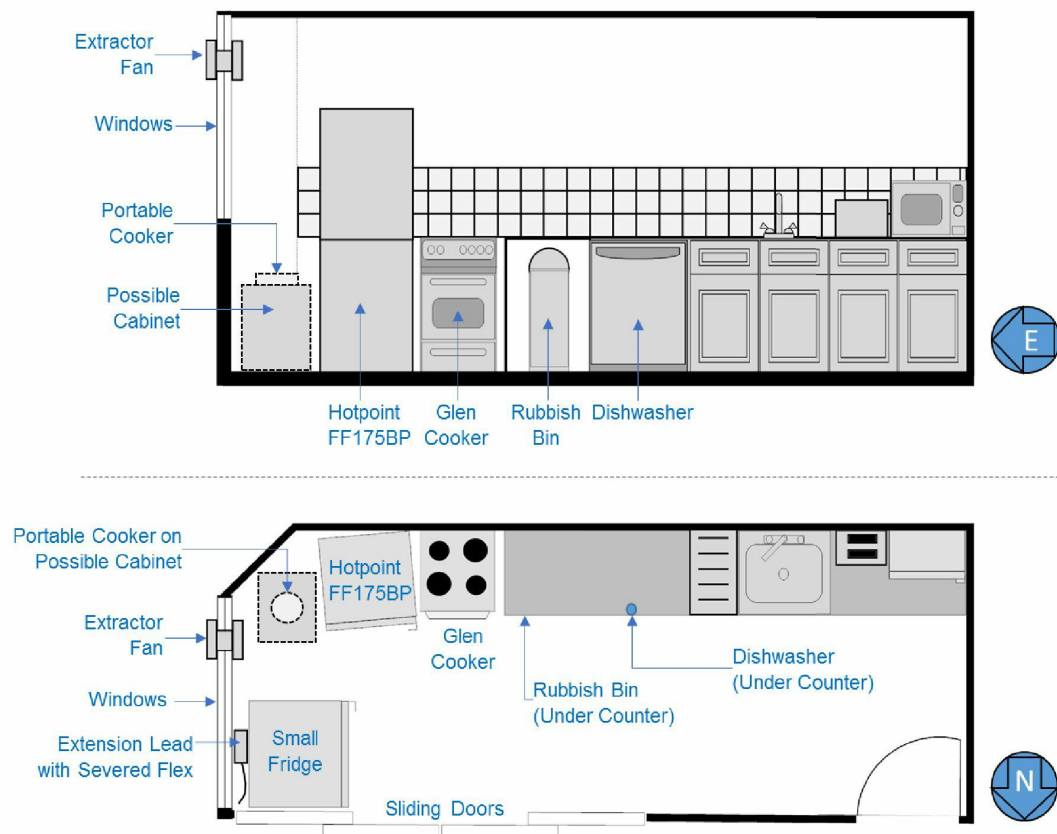 Extractor
Fan
Windows
Portable
Cooker
Possible
Cabinet
E
Hotpoint
FF175BP
Glen
Cooker
Rubbish
Bin
Dishwasher
Portable Cooker on
Possible Cabinet
Hotpoint
FF175BP
Extractor
Fan
Glen
Cooker
Dishwasher
(Under Counter)
Rubbish Bin
(Under Counter)
Windows
Extension Lead
with Severed Flex
Small
Fridge
N
Sliding Doors